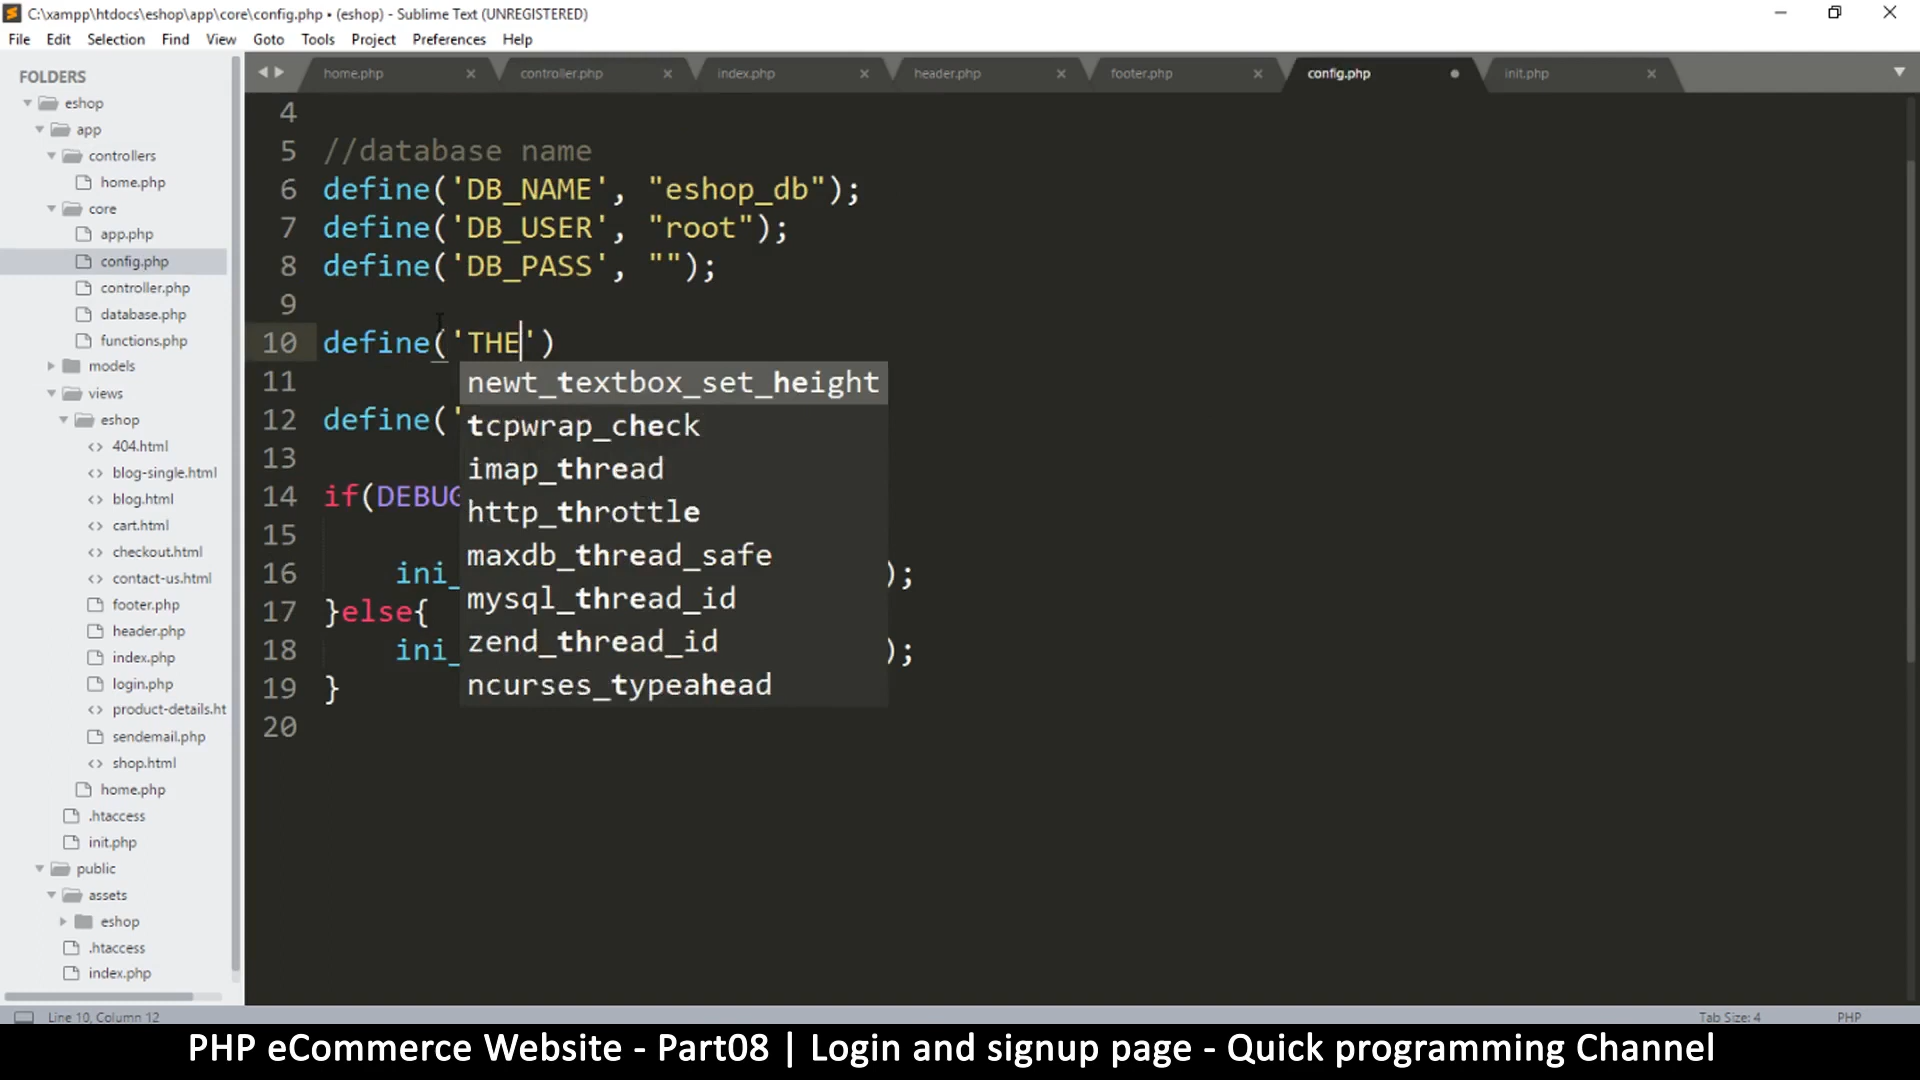 C:\xampp\htdocs\eshop\app\core\config.php • (eshop) - Sublime Text (UNREGISTERED)
File Edit Selection Find View Goto Tools Project Preferences Help
FOLDERS
eshop
app
controllers
home.php
core
app.php
config.php
controller.php
database.php
functions.php
models
views
eshop
404.html
blog-single.html
blog.html
cart.html
checkout.html
contact-us.html
footer.php
header.php
index.php
login.php
product-details.ht
sendemail.php
shop.html
home.php
.htaccess
init.php
public
assets
eshop
.htaccess
index.php
home.php controller.php index.php header.php footer.php config.php init.php
4
5 //database name
6 define('DB_NAME', "eshop_db");
7 define('DB_USER', "root");
8 define('DB_PASS', "");
9
10 define('THE')
11
12 define('
13
14 if(DEBUG
15
16 ini_ );
17 }else{
18 ini_ );
19 }
20
newt_textbox_set_height
tcpwrap_check
imap_thread
http_throttle
maxdb_thread_safe
mysql_thread_id
zend_thread_id
ncurses_typeahead
Line 10, Column 12 Tab Size: 4 PHP
PHP eCommerce Website - Part08 | Login and signup page - Quick programming Channel